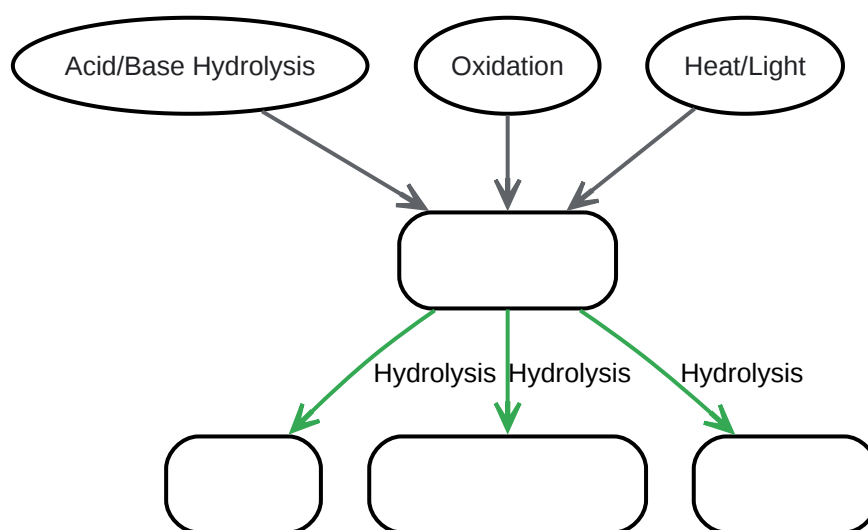 Acid/Base Hydrolysis
Oxidation
Heat/Light
Hydrolysis
Hydrolysis
Hydrolysis